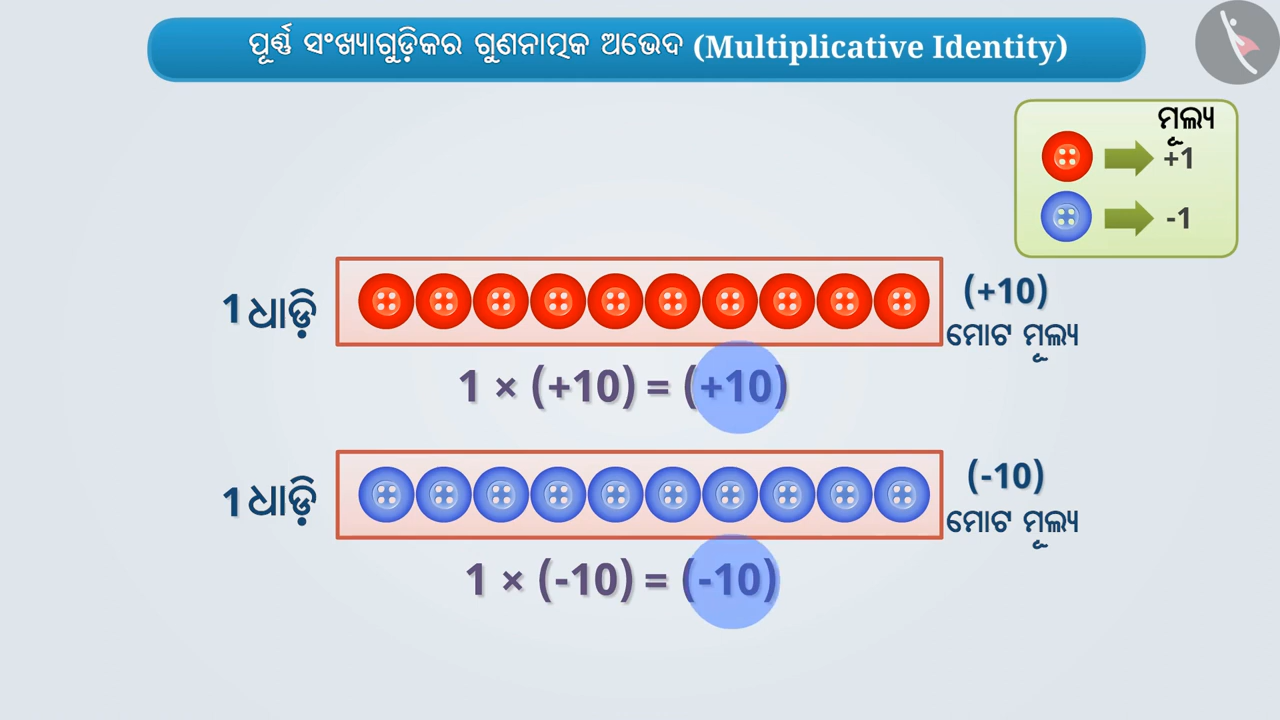 ପୂର୍ଣ୍ଣ ସଂଖ୍ୟାଗୁଡ଼ିକର ଗୁଣନାତ୍ମକ ଅଭେଦ (Multiplicative Identity)
ମୂଲ୍ୟ
+1
-1
1 ଧାଡ଼ି
(+10)
ମୋଟ ମୂଲ୍ୟ
1 × (+10) = (+10)
1 ଧାଡ଼ି
(-10)
ମୋଟ ମୂଲ୍ୟ
1 × (-10) = (-10)